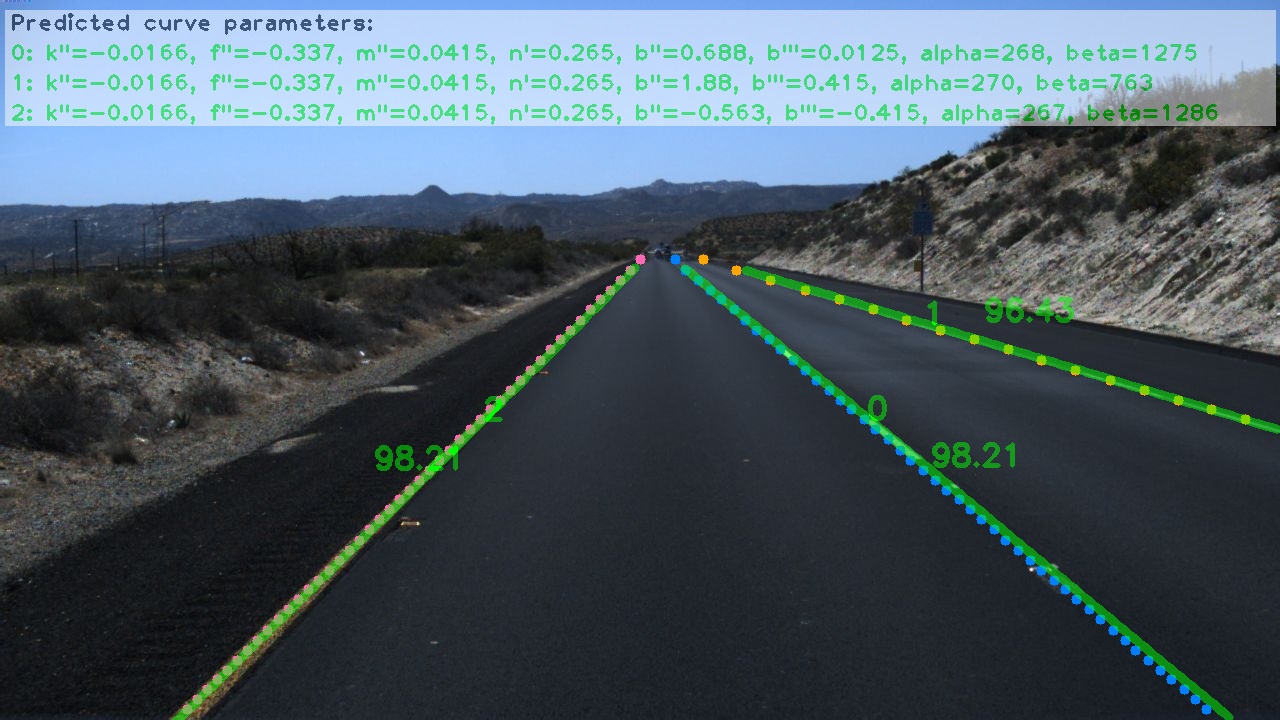 Predicted curve parameters:
0: k''=-0.0166, f''=-0.337, m''=0.0415, n'=0.265, b''=0.688, b'''=0.0125, alpha=268, beta=1275
1: k''=-0.0166, f''=-0.337, m''=0.0415, n'=0.265, b''=1.88, b'''=0.415, alpha=270, beta=763
2: k''=-0.0166, f''=-0.337, m''=0.0415, n'=0.265, b''=-0.563, b'''=-0.415, alpha=267, beta=1286
1 96.43
2 0
98.21 98.21